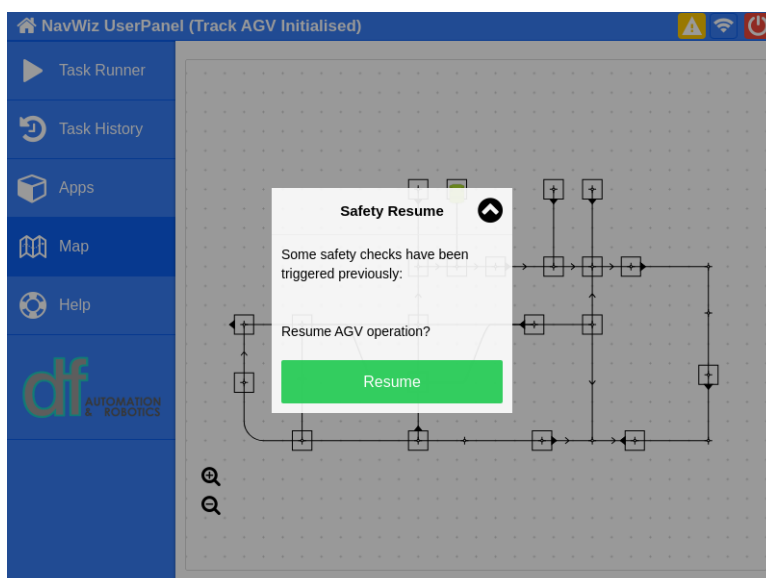 NavWiz UserPanel (Track AGV Initialised)
Task Runner
Task History
Apps
Map
Help
df AUTOMATION
& ROBOTICS
Safety Resume
Some safety checks have been
triggered previously:
Resume AGV operation?
Resume